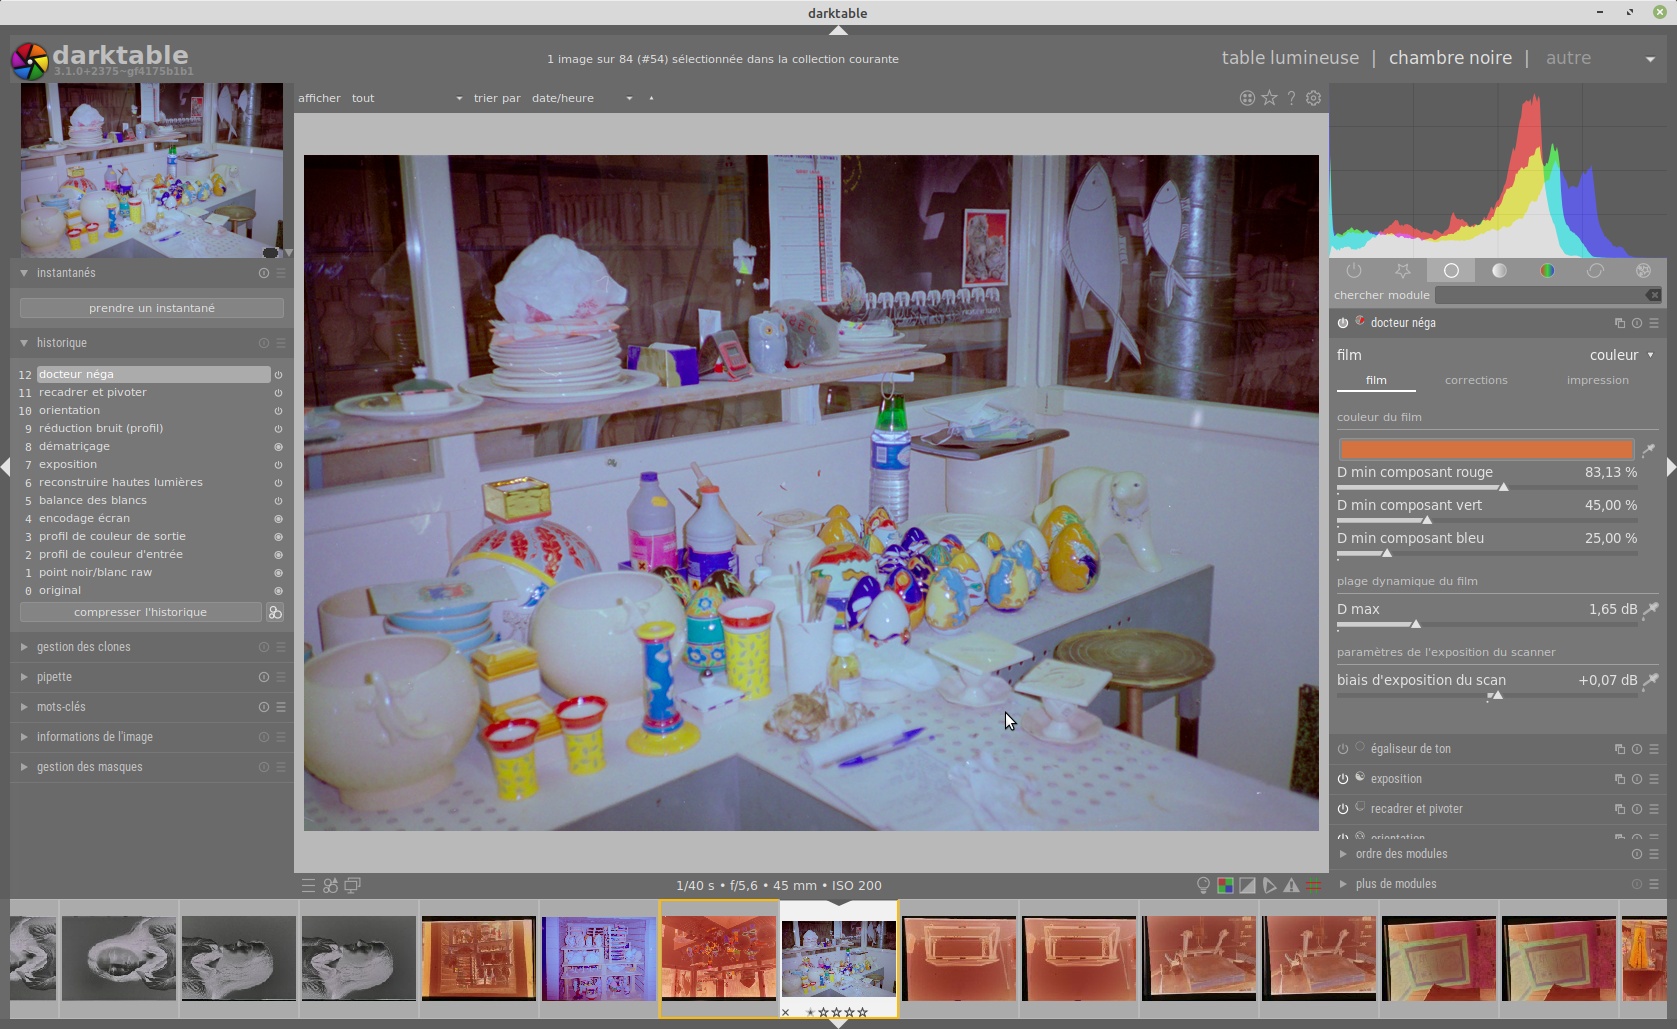 darktable
darktable
3.1.0+2375~gf4175b1b1
1 image sur 84 (#54) sélectionnée dans la collection courante
table lumineuse | chambre noire | autre
afficher tout trier par date/heure
instantanés
prendre un instantané
historique
12 docteur néga
11 recadrer et pivoter
10 orientation
9 réduction bruit (profil)
8 dématriçage
7 exposition
6 reconstruire hautes lumières
5 balance des blancs
4 encodage écran
3 profil de couleur de sortie
2 profil de couleur d'entrée
1 point noir/blanc raw
0 original
compresser l'historique
gestion des clones
pipette
mots-clés
informations de l'image
gestion des masques
1/40 s • f/5,6 • 45 mm • ISO 200
chercher module
docteur néga
film couleur
film corrections impression
couleur du film
D min composant rouge 83,13 %
D min composant vert 45,00 %
D min composant bleu 25,00 %
plage dynamique du film
D max 1,65 dB
paramètres de l'exposition du scanner
biais d'exposition du scan +0,07 dB
égaliseur de ton
exposition
recadrer et pivoter
orientation
ordre des modules
plus de modules